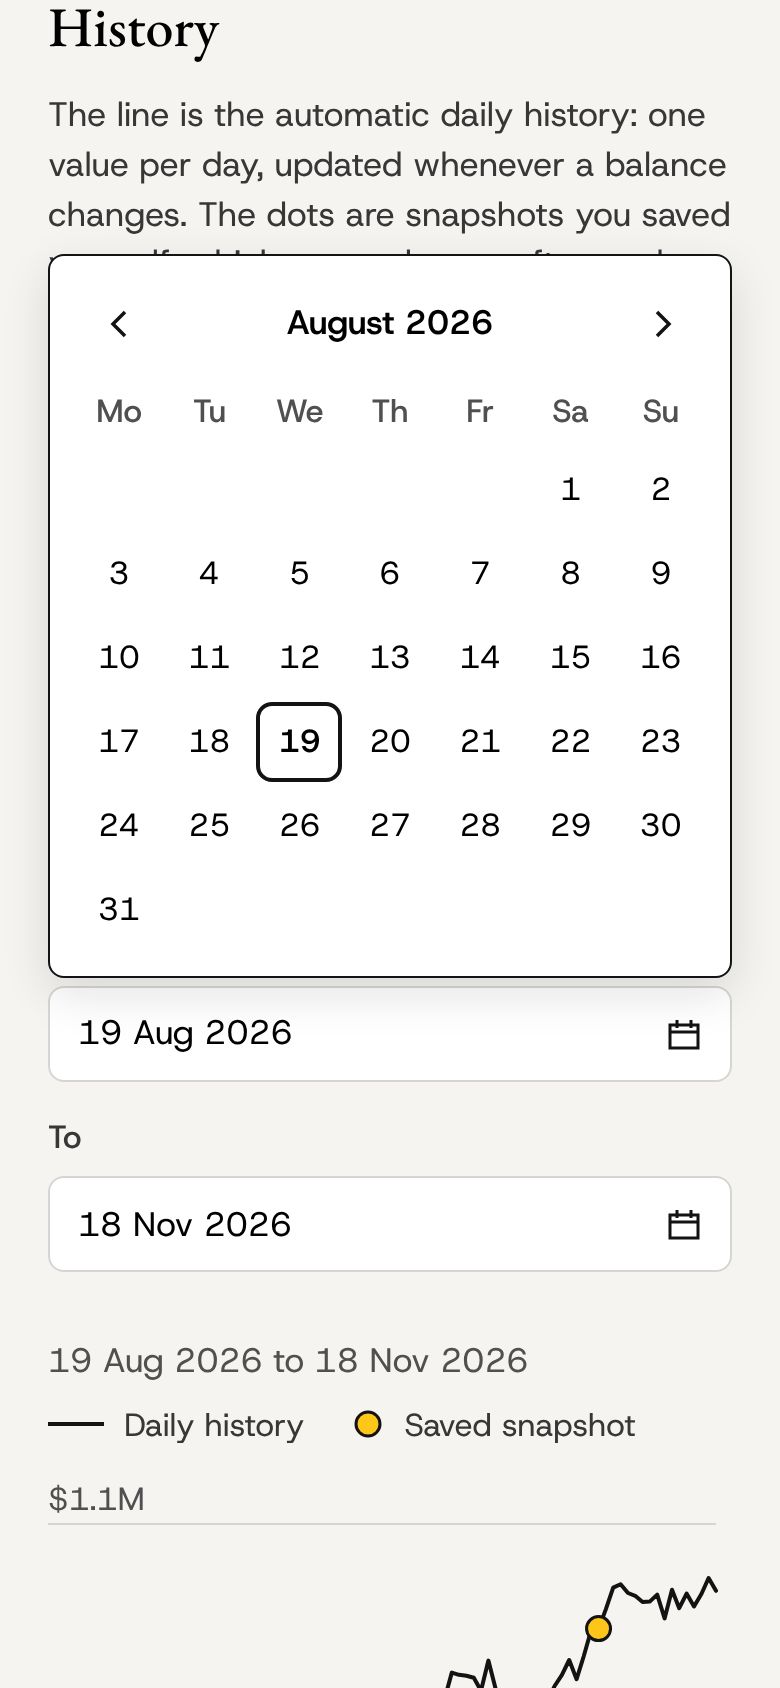 History
The line is the automatic daily history: one
value per day, updated whenever a balance
changes. The dots are snapshots you saved
August 2026
Mo Tu We Th Fr Sa Su
1 2
3 4 5 6 7 8 9
10 11 12 13 14 15 16
17 18 19 20 21 22 23
24 25 26 27 28 29 30
31
19 Aug 2026
To
18 Nov 2026
19 Aug 2026 to 18 Nov 2026
Daily history Saved snapshot
$1.1M